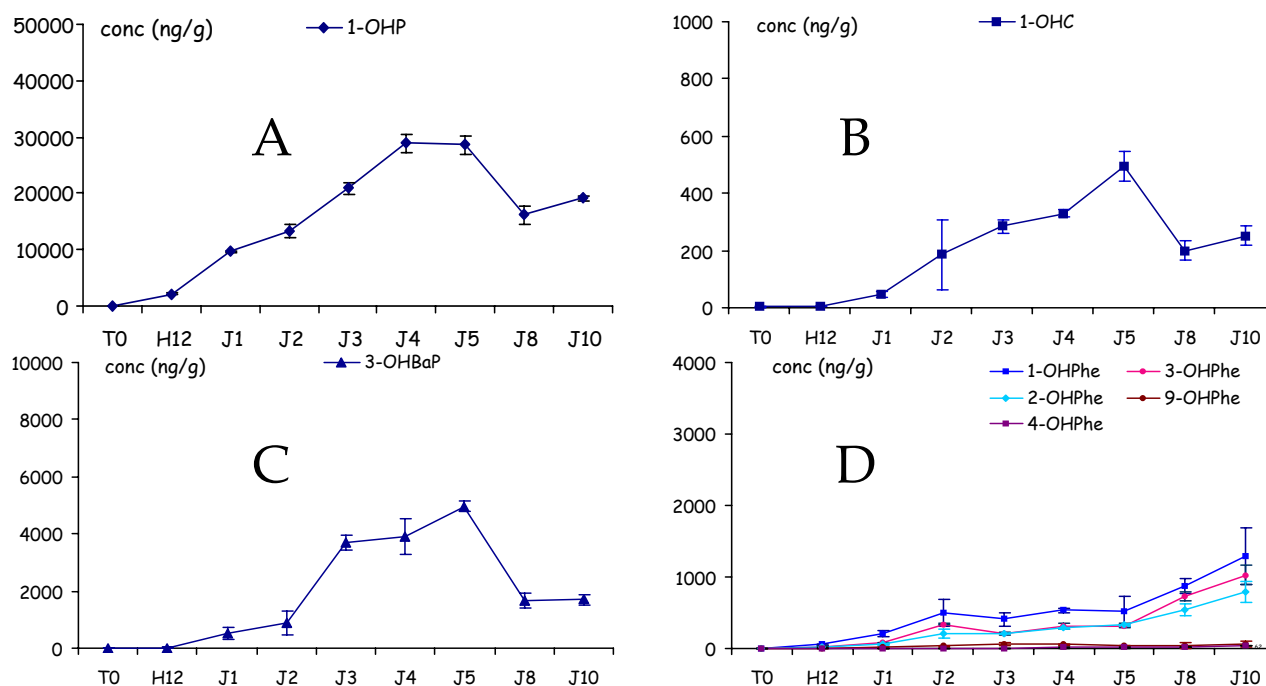 conc (ng/g)
1-OHP
50000
40000
30000
20000
10000
0
A
T0 H12 J1 J2 J3 J4 J5 J8 J10
conc (ng/g)
1-OHC
1000
800
600
400
200
0
B
T0 H12 J1 J2 J3 J4 J5 J8 J10
conc (ng/g)
3-OHBaP
10000
8000
6000
4000
2000
0
C
T0 H12 J1 J2 J3 J4 J5 J8 J10
conc (ng/g)
1-OHPhe 3-OHPhe
2-OHPhe 9-OHPhe
4-OHPhe
4000
3000
2000
1000
0
D
T0 H12 J1 J2 J3 J4 J5 J8 J10